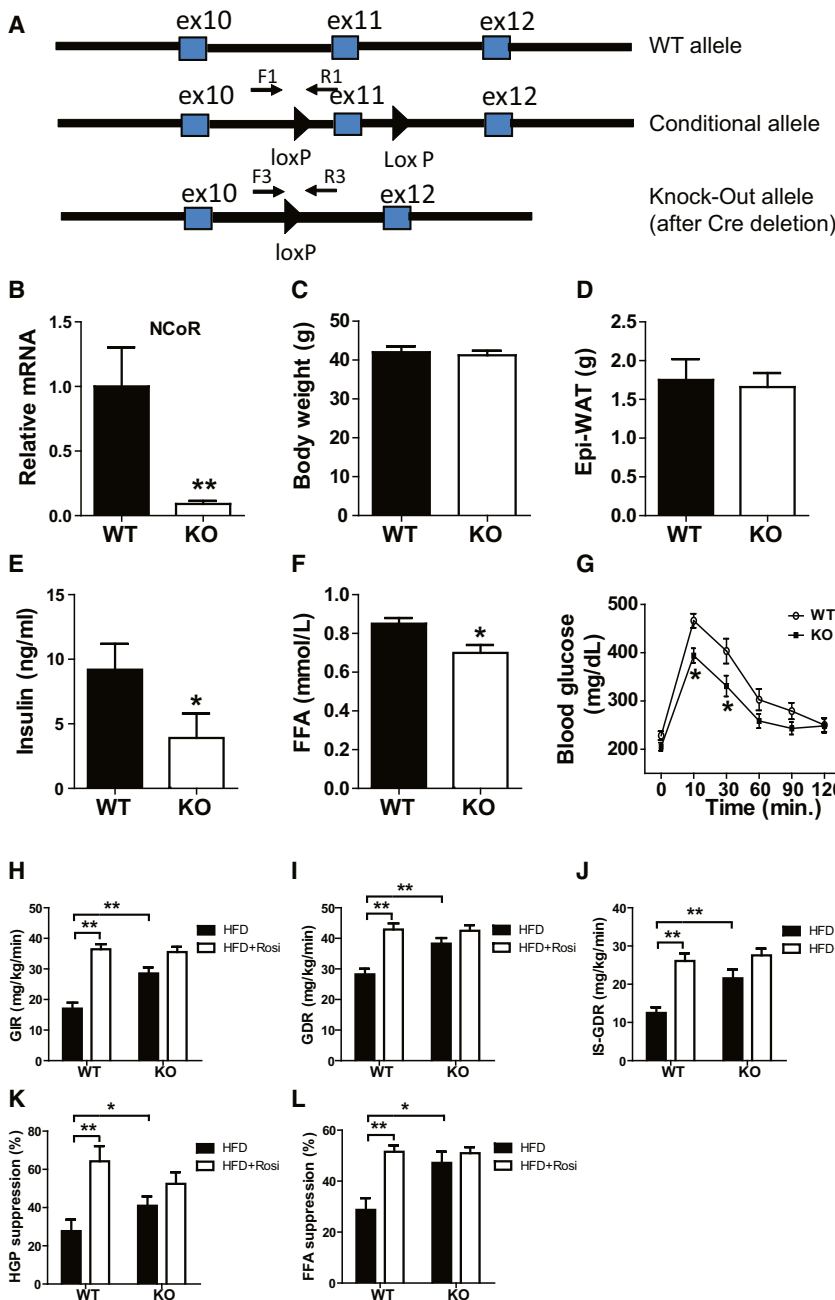 A
ex10 ex11 ex12
WT allele
F1 R1
ex10 ex11 ex12
Conditional allele
loxP Lox P
F3 R3
ex10 ex12
Knock-Out allele
(after Cre deletion)
loxP
B
NCoR
Relative mRNA
1.5
1.0
0.5
0.0
**
WT KO
C
Body weight (g)
50
40
30
20
10
0
WT KO
D
Epi-WAT (g)
2.5
2.0
1.5
1.0
0.5
0.0
WT KO
E
Insulin (ng/ml)
15
10
5
0
*
WT KO
F
FFA (mmol/L)
1.0
0.8
0.6
0.4
0.2
0.0
*
WT KO
G
Blood glucose
(mg/dL)
500
400
300
200
WT
KO
* *
0 10 30 60 90 120
Time (min.)
H
GIR (mg/kg/min)
50
40
30
20
10
0
**
**
HFD
HFD+Rosi
WT KO
I
GDR (mg/kg/min)
50
40
30
20
10
0
**
**
HFD
HFD+Rosi
WT KO
J
IS-GDR (mg/kg/min)
40
30
20
10
0
**
**
HFD
HFD
WT KO
K
HGP suppression (%)
80
60
40
20
0
*
**
HFD
HFD+Rosi
WT KO
L
FFA suppression (%)
60
50
40
30
20
10
0
*
**
HFD
HFD+Rosi
WT KO